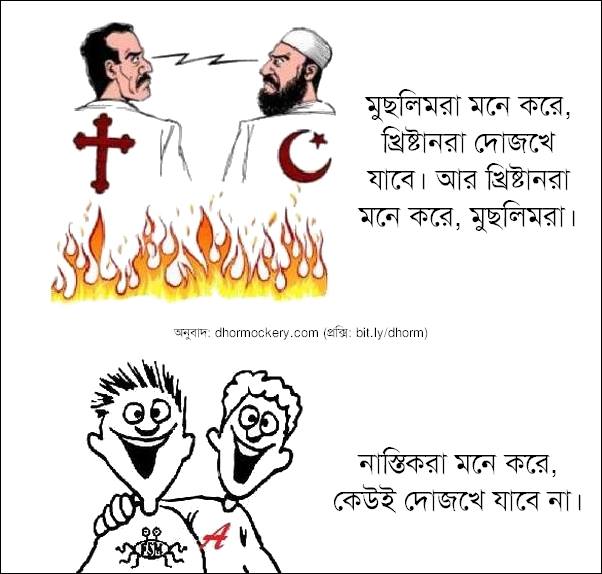 মুছলিমরা মনে করে,
খ্রিষ্টানরা দোজখে
যাবে। আর খ্রিষ্টানরা
মনে করে, মুছলিমরা।
অনুবাদ: dhormockery.com (প্রক্সি: bit.ly/dhorm)
নাস্তিকরা মনে করে,
কেউই দোজখে যাবে না।
FSM A